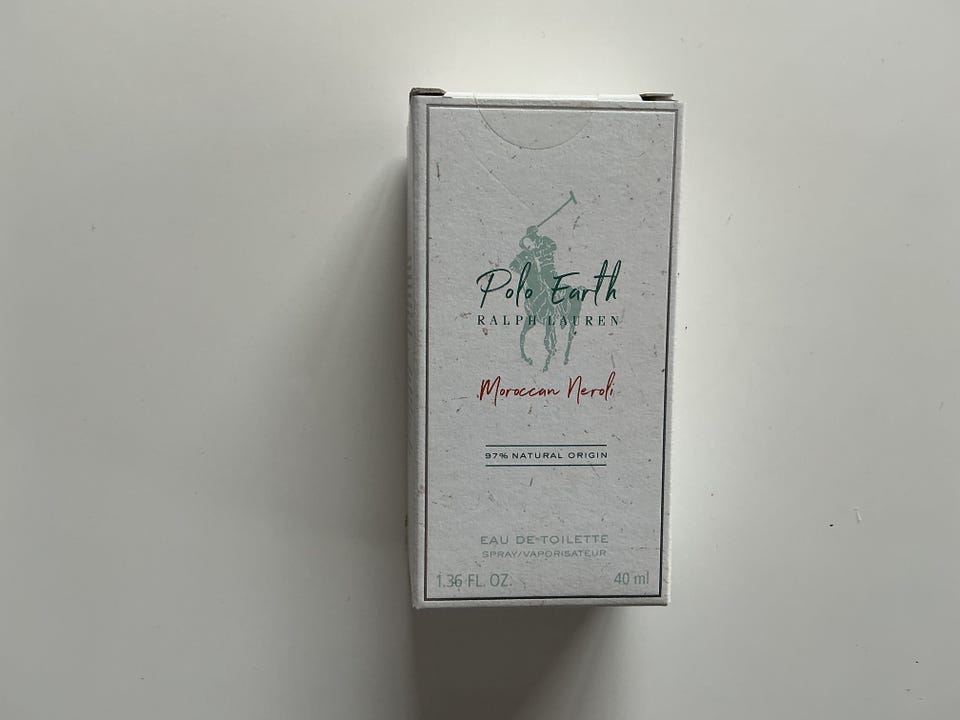 Polo Earth
RALPH LAUREN
Moroccan Neroli
97% NATURAL ORIGIN
EAU DE TOILETTE
SPRAY/VAPORISATEUR
1.36 FL. OZ. 40 ml